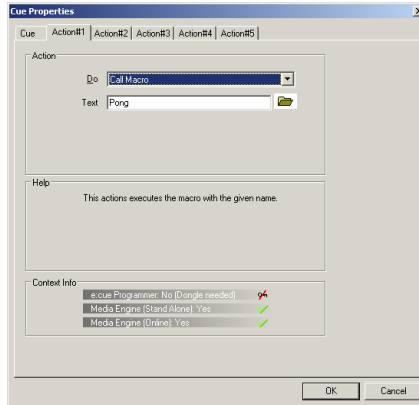 Cue Properties
Cue Action#1 Action#2 Action#3 Action#4 Action#5
Action
Do Call Macro
Text Pong
Help
This actions executes the macro with the given name.
Context Info
e:cue Programmer: No (Dongle needed)
Media Engine (Stand Alone): Yes
Media Engine (Online): Yes
OK Cancel